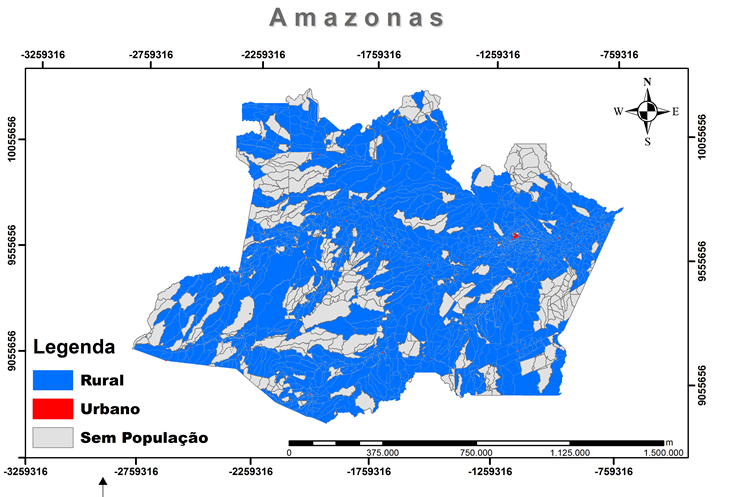 Amazonas
-3259316 -2759316 -2259316 -1759316 -1259316 -759316
N
W E
S
10055656 10055656
9555656 9555656
9055656 9055656
Legenda
Rural
Urbano
Sem População
m
0 375.000 750.000 1.125.000 1.500.000
-3259316 -2759316 -2259316 -1759316 -1259316 -759316